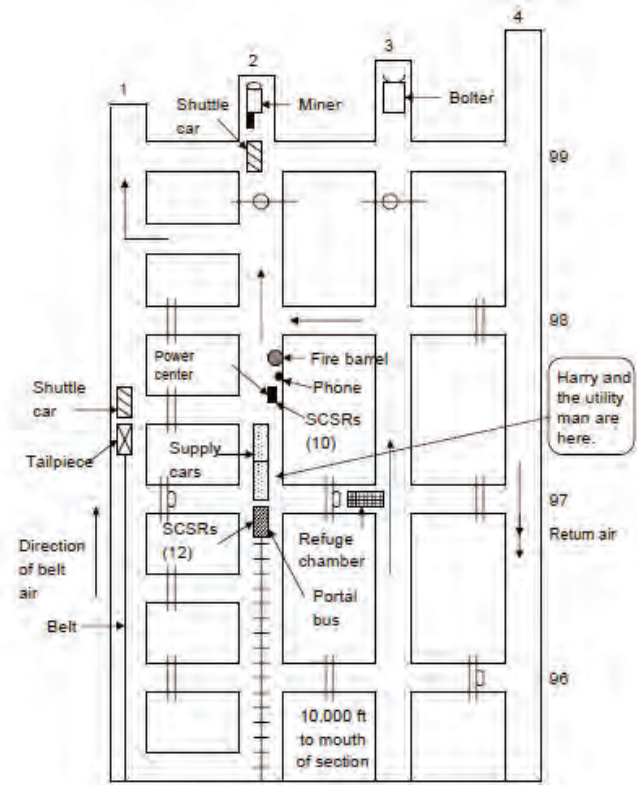 4
3
2
1
Shuttle
car
Miner
Bolter
99
98
Power
center
Fire barrel
Phone
Shuttle
car
SCSRs
(10)
Harry and
the utility
man are
here.
Tailpiece
Supply
cars
97
SCSRs
(12)
Refuge
chamber
Return air
Direction
of belt
air
Portal
bus
Belt
96
10.000 ft
to mouth
of section